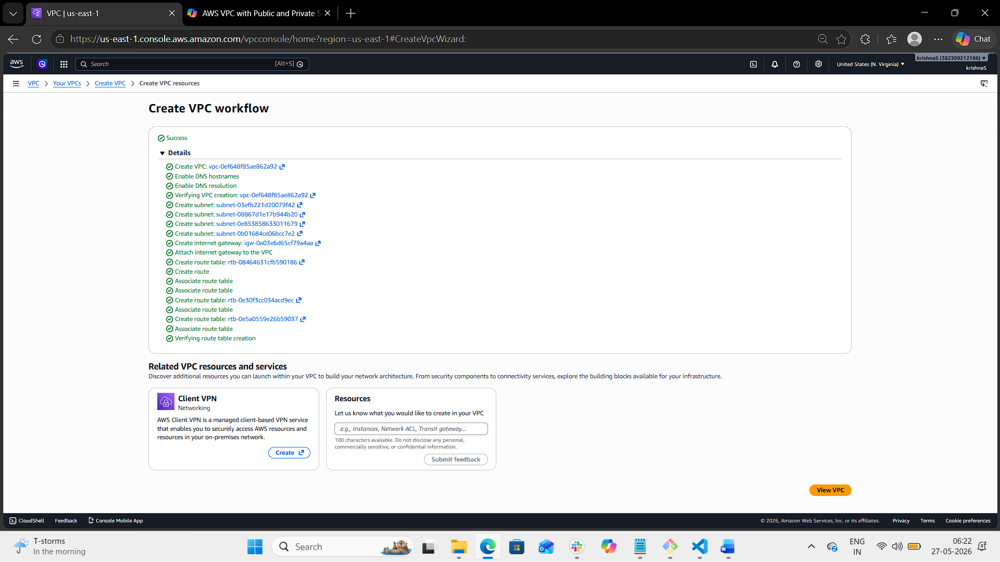 VPC | us-east-1
AWS VPC with Public and Private S
https://us-east-1.console.aws.amazon.com/vpcconsole/home?region=us-east-1#CreateVpcWizard:
Chat
aws
Search
[Alt+S]
United States (N. Virginia)
krishnaS (382309212186)
krishnaS
VPC
Your VPCs
Create VPC
Create VPC resources
Create VPC workflow
Success
Details
Create VPC: vpc-0ef648f85ae862a92
Enable DNS hostnames
Enable DNS resolution
Verifying VPC creation: vpc-0ef648f85ae862a92
Create subnet: subnet-03efb221d20079f42
Create subnet: subnet-08867d1e17b944b20
Create subnet: subnet-0e853858633011679
Create subnet: subnet-0b01684ce06bcc7e2
Create internet gateway: igw-0a03e6d65cf79a4aa
Attach internet gateway to the VPC
Create route table: rtb-08464631cfb590186
Create route
Associate route table
Associate route table
Create route table: rtb-0e30f3cc034acd9ec
Associate route table
Create route table: rtb-0e5a0559e26b59037
Associate route table
Verifying route table creation
Related VPC resources and services
Discover additional resources you can launch within your VPC to build your network architecture. From security components to connectivity services, explore the building blocks available for your infrastructure.
Client VPN
Networking
AWS Client VPN is a managed client-based VPN service
that enables you to securely access AWS resources and
resources in your on-premises network.
Create
Resources
Let us know what you would like to create in your VPC
e.g., Instances, Network ACL, Transit gateway...
100 characters available. Do not disclose any personal,
commercially sensitive, or confidential information.
Submit feedback
View VPC
CloudShell
Feedback
Console Mobile App
© 2026, Amazon Web Services, Inc. or its affiliates.
Privacy
Terms
Cookie preferences
T-storms
In the morning
Search
ENG
IN
06:22
27-05-2026